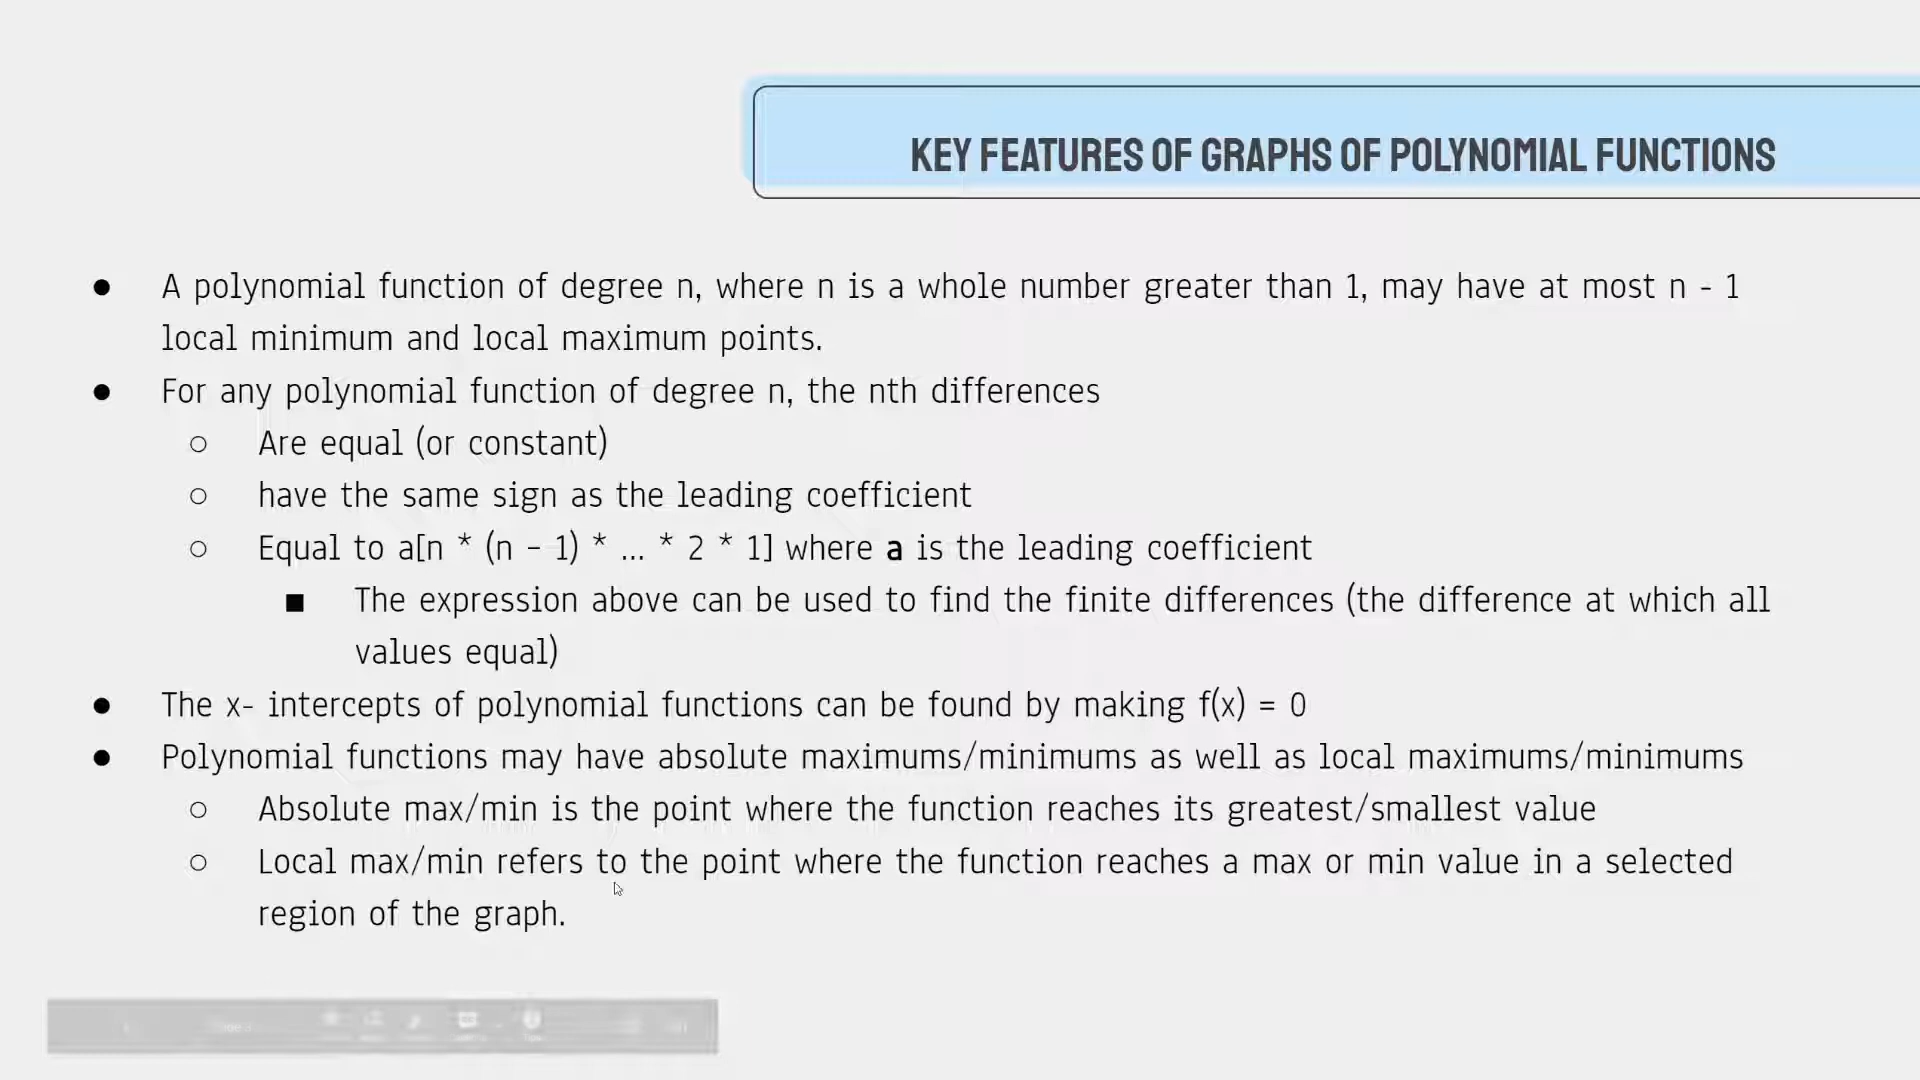 KEY FEATURES OF GRAPHS OF POLYNOMIAL FUNCTIONS
● A polynomial function of degree n, where n is a whole number greater than 1, may have at most n - 1
local minimum and local maximum points.
● For any polynomial function of degree n, the nth differences
○ Are equal (or constant)
○ have the same sign as the leading coefficient
○ Equal to a[n * (n – 1) * ... * 2 * 1] where a is the leading coefficient
■ The expression above can be used to find the finite differences (the difference at which all
values equal)
● The x- intercepts of polynomial functions can be found by making f(x) = 0
● Polynomial functions may have absolute maximums/minimums as well as local maximums/minimums
○ Absolute max/min is the point where the function reaches its greatest/smallest value
○ Local max/min refers to the point where the function reaches a max or min value in a selected
region of the graph.